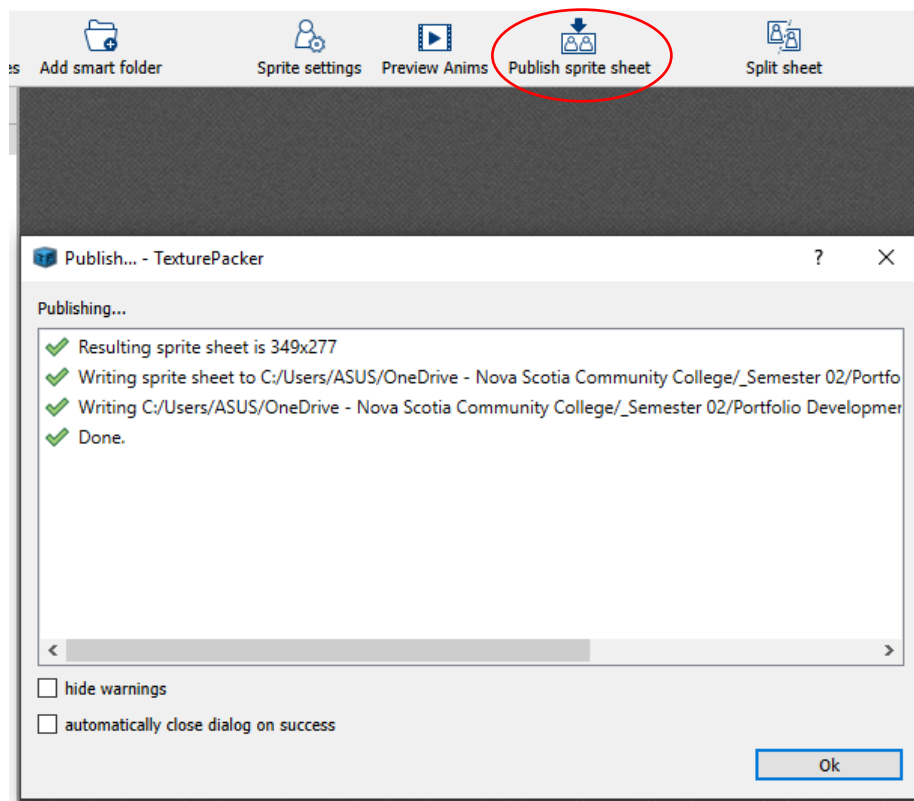 es Add smart folder Sprite settings Preview Anims Publish sprite sheet Split sheet
Publish... - TexturePacker ?
Publishing...
Resulting sprite sheet is 349x277
Writing sprite sheet to C:/Users/ASUS/OneDrive - Nova Scotia Community College/_Semester 02/Portfo
Writing C:/Users/ASUS/OneDrive - Nova Scotia Community College/_Semester 02/Portfolio Developmer
Done.
hide warnings
automatically close dialog on success
Ok